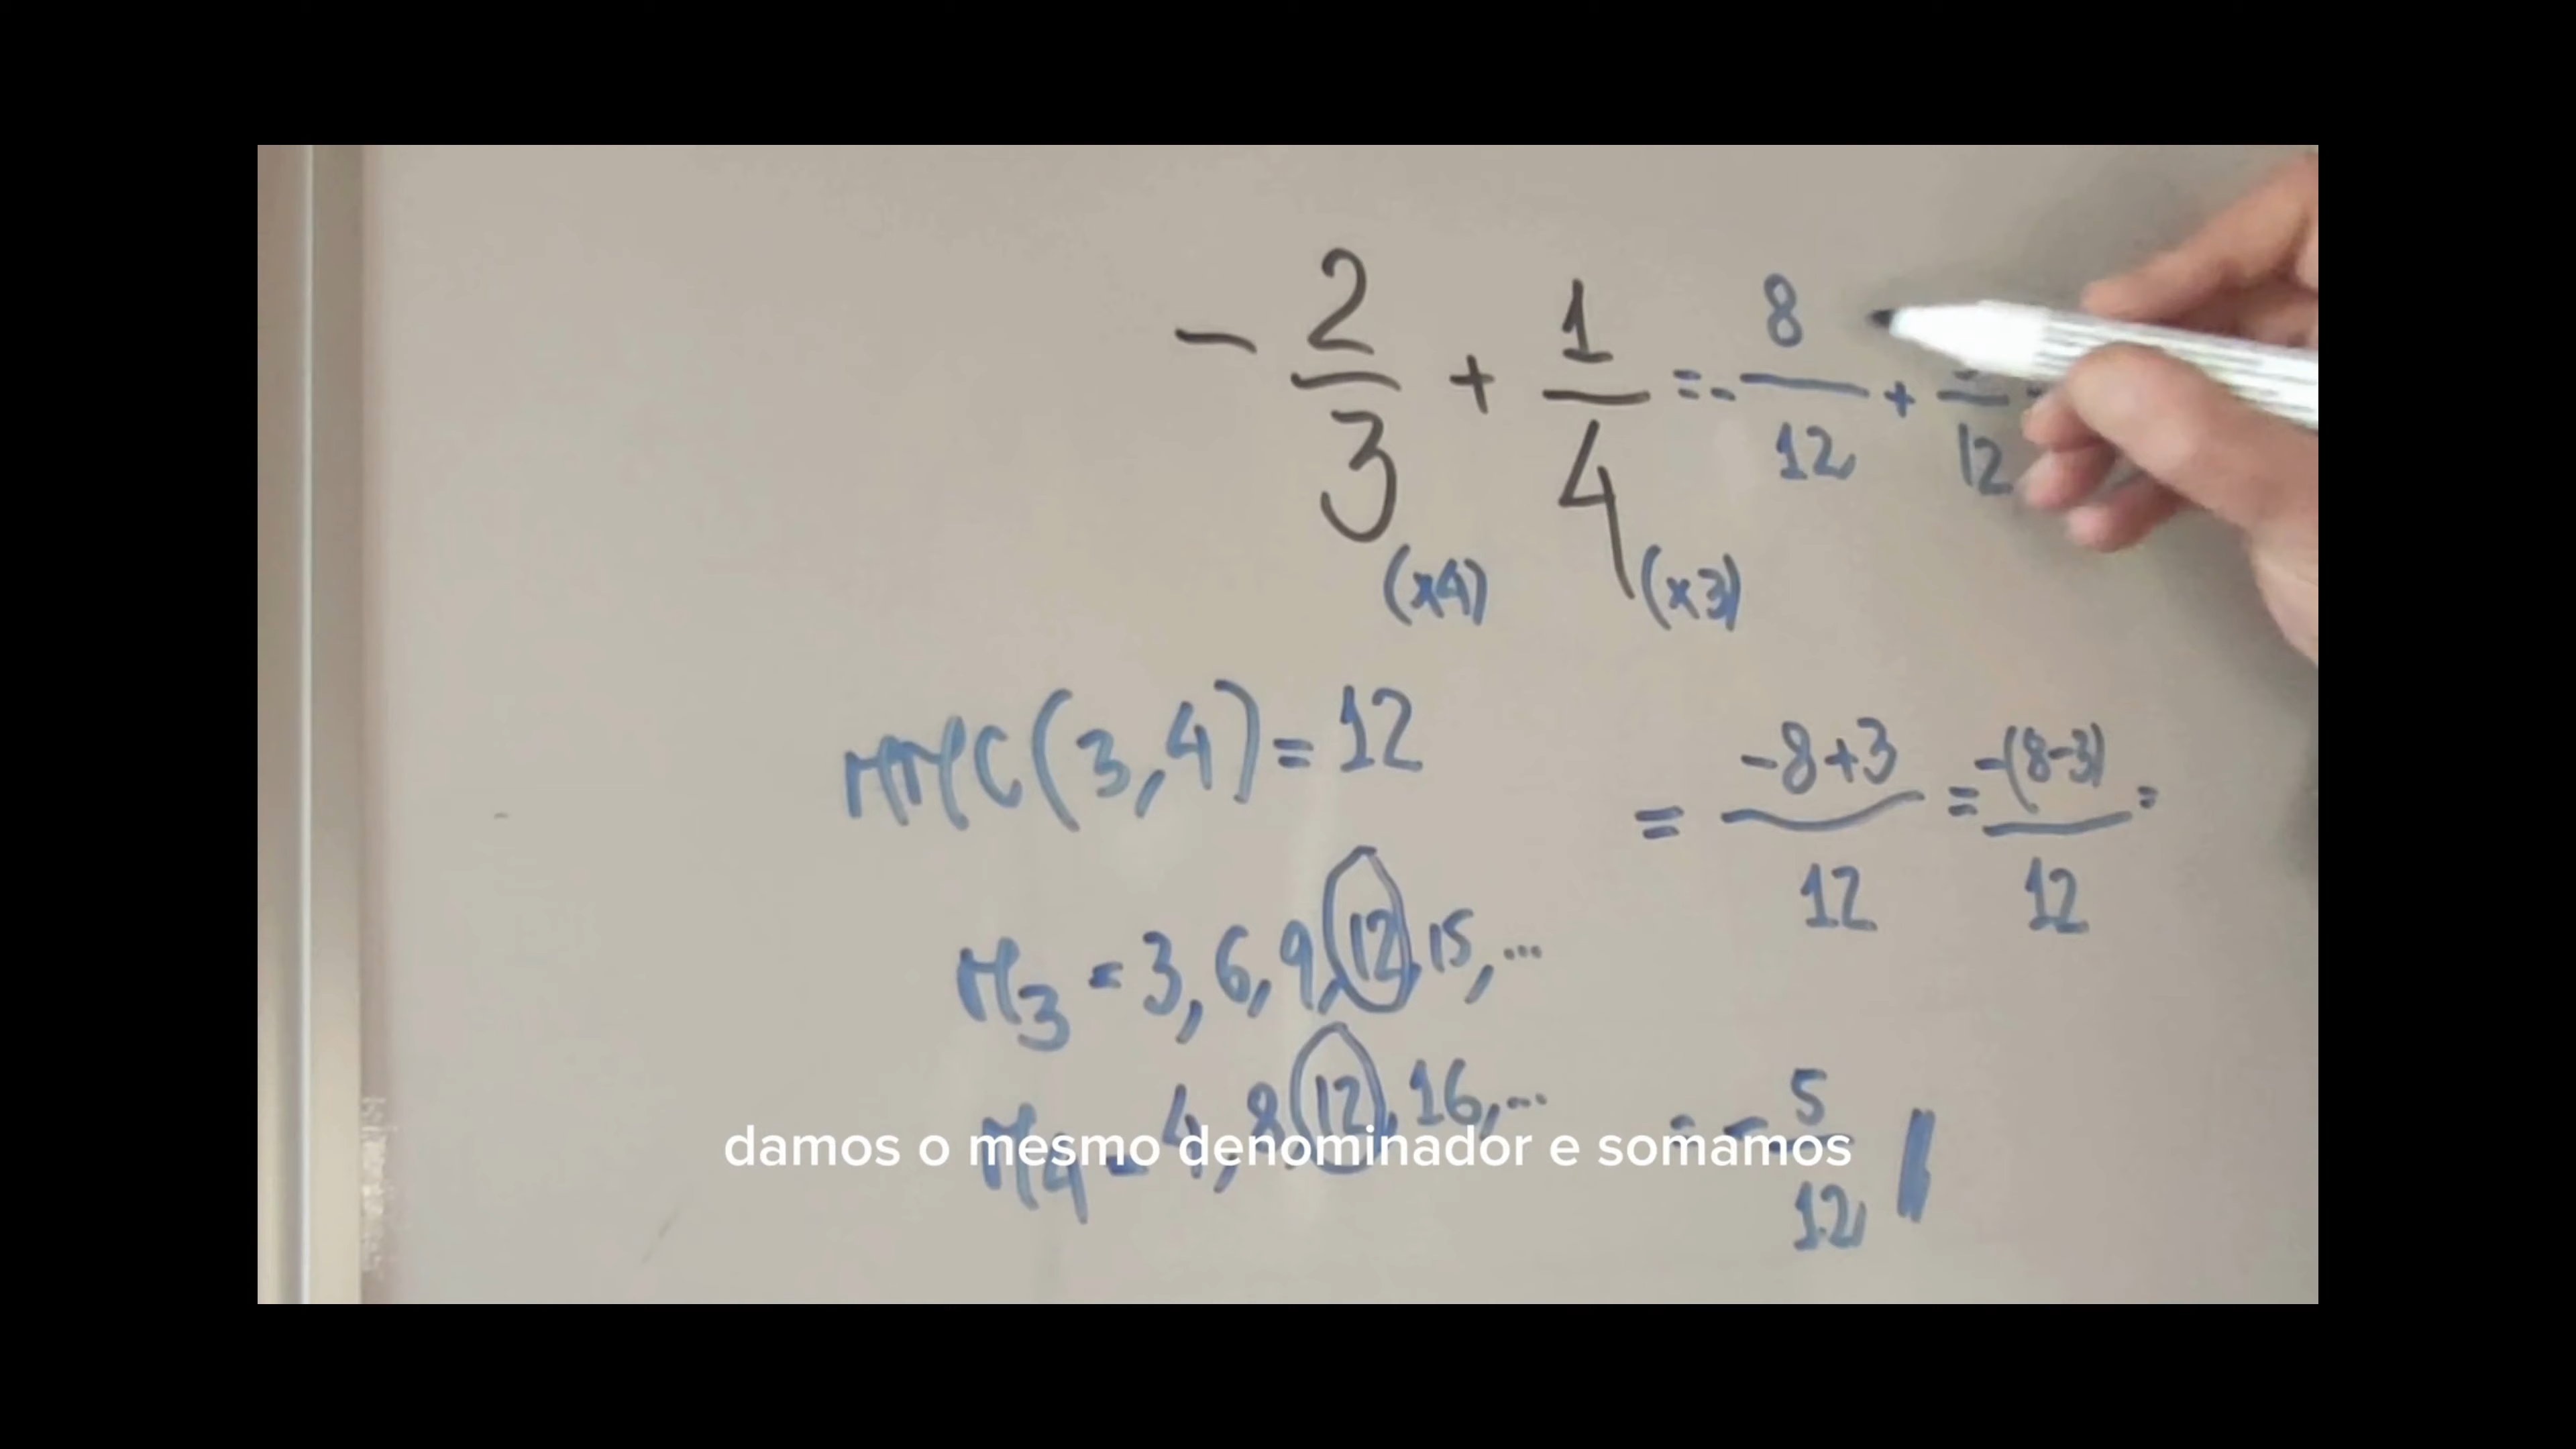 - 2/3 + 1/4 = - 8/12 + /12
(x4) (x3)
MMC(3,4) = 12
M3 = 3, 6, 9, 12, 15, ...
M4 = 4, 8, 12, 16, ...
= -8+3/12 = -(8-3)/12 =
= - 5/12
damos o mesmo denominador e somamos